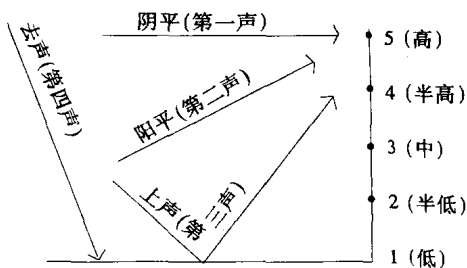 阴平(第一声)
去声(第四声)
阳平(第二声)
上声(第三声)
5 (高)
4 (半高)
3 (中)
2 (半低)
1 (低)